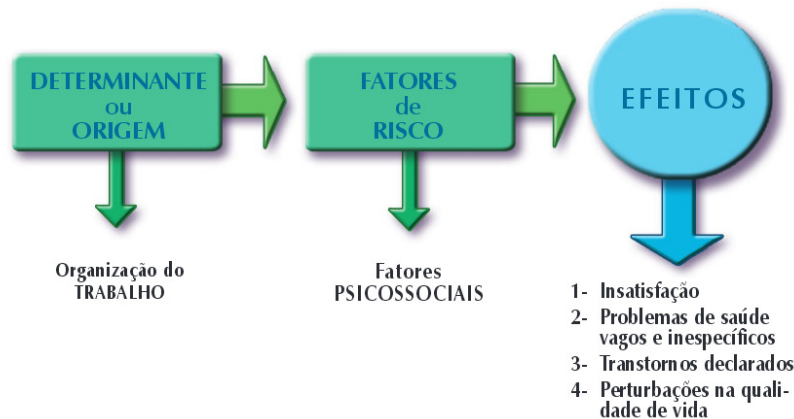 DETERMINANTE
ou
ORIGEM
FATORES
de
RISCO
EFEITOS
Organização do
TRABALHO
Fatores
PSICOSSOCIAIS
1- Insatisfação
2- Problemas de saúde
vagos e inespecíficos
3- Transtornos declarados
4- Perturbações na quali-
dade de vida